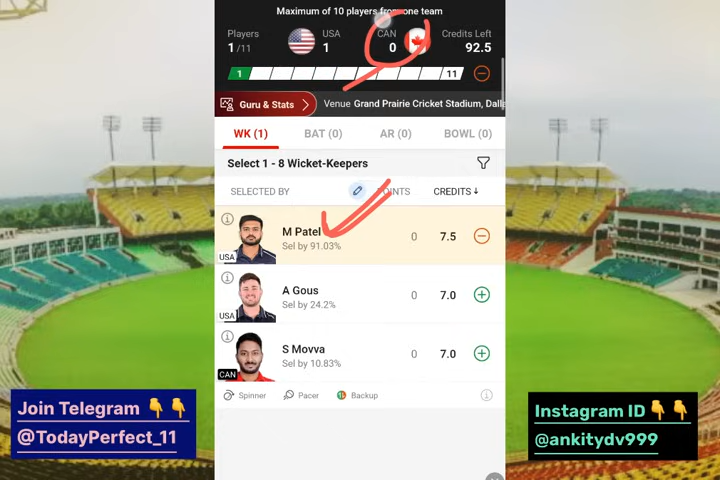 Maximum of 10 players from one team
Players USA CAN Credits Left
1 /11 1 0 92.5
1 11
Guru & Stats Venue Grand Prairie Cricket Stadium, Dalla
WK (1) BAT (0) AR (0) BOWL (0)
Select 1 - 8 Wicket-Keepers
SELECTED BY POINTS CREDITS
M Patel 0 7.5
Sel by 91.03%
USA
A Gous 0 7.0
Sel by 24.2%
USA
S Movva 0 7.0
Sel by 10.83%
CAN
Spinner Pacer Backup
Join Telegram
@TodayPerfect_11
Instagram ID
@ankitydv999